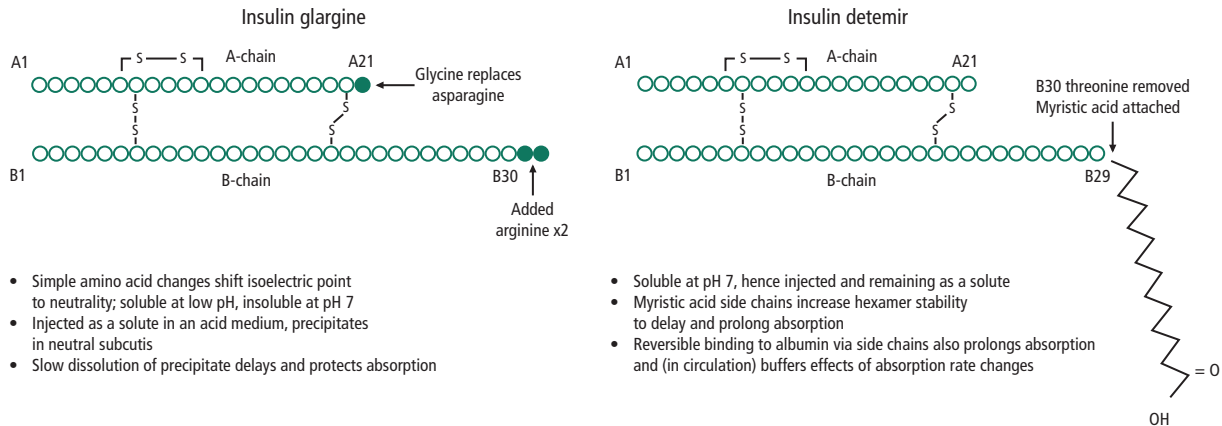 Insulin glargine
A1
S S
A-chain
A21
Glycine replaces
asparagine
S
S
S
S
B1
B-chain
B30
Added
arginine x2
• Simple amino acid changes shift isoelectric point
to neutrality; soluble at low pH, insoluble at pH 7
• Injected as a solute in an acid medium, precipitates
in neutral subcutis
• Slow dissolution of precipitate delays and protects absorption
Insulin detemir
A1
S S
A-chain
A21
S
S
S
S
B30 threonine removed
Myristic acid attached
B1
B-chain
B29
= O
OH
• Soluble at pH 7, hence injected and remaining as a solute
• Myristic acid side chains increase hexamer stability
to delay and prolong absorption
• Reversible binding to albumin via side chains also prolongs absorption
and (in circulation) buffers effects of absorption rate changes